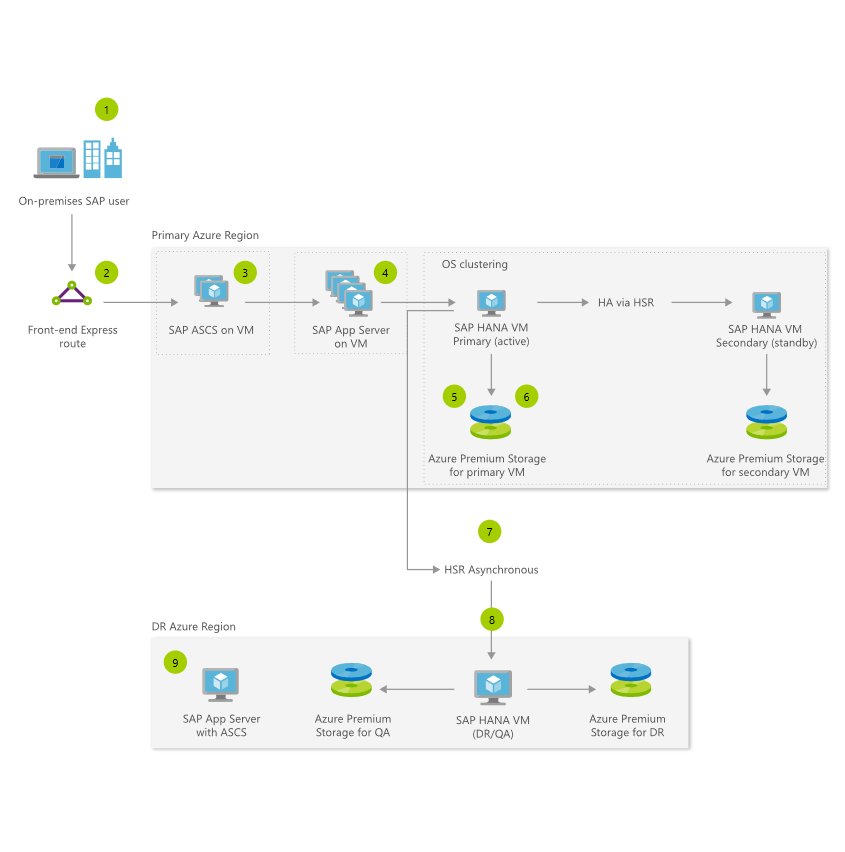 1
On-premises SAP user
Primary Azure Region
2
Front-end Express
route
3
SAP ASCS on VM
4
SAP App Server
on VM
OS clustering
SAP HANA VM
Primary (active)
HA via HSR
SAP HANA VM
Secondary (standby)
5
6
Azure Premium Storage
for primary VM
Azure Premium Storage
for secondary VM
7
HSR Asynchronous
8
DR Azure Region
9
SAP App Server
with ASCS
Azure Premium
Storage for QA
SAP HANA VM
(DR/QA)
Azure Premium
Storage for DR